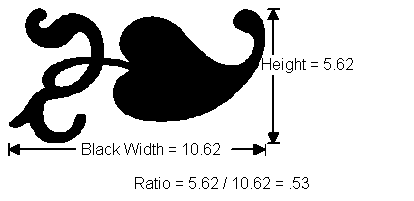 Height = 5.62
Black Width = 10.62
Ratio = 5.62 / 10.62 = .53